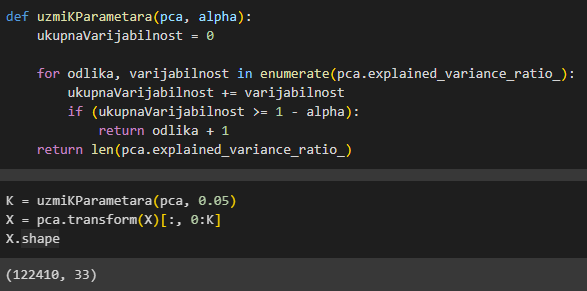 def uzmiKParametara(pca, alpha):
    ukupnaVarijabilnost = 0
    for odlika, varijabilnost in enumerate(pca.explained_variance_ratio_):
        ukupnaVarijabilnost += varijabilnost
        if (ukupnaVarijabilnost >= 1 - alpha):
            return odlika + 1
    return len(pca.explained_variance_ratio_)
K = uzmiKParametara(pca, 0.05)
X = pca.transform(X)[:, 0:K]
X.shape
(122410, 33)